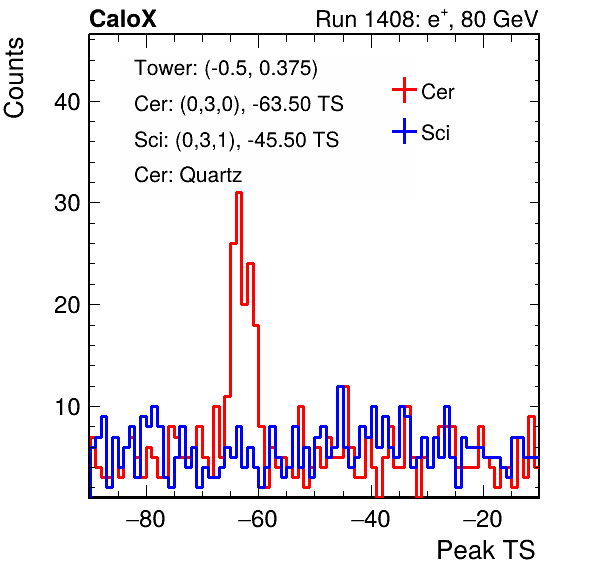 CaloX Run 1408: e+, 80 GeV
Counts
Tower: (-0.5, 0.375)
Cer: (0,3,0), -63.50 TS
Sci: (0,3,1), -45.50 TS
Cer: Quartz
Cer
Sci
40
30
20
10
−80 −60 −40 −20
Peak TS